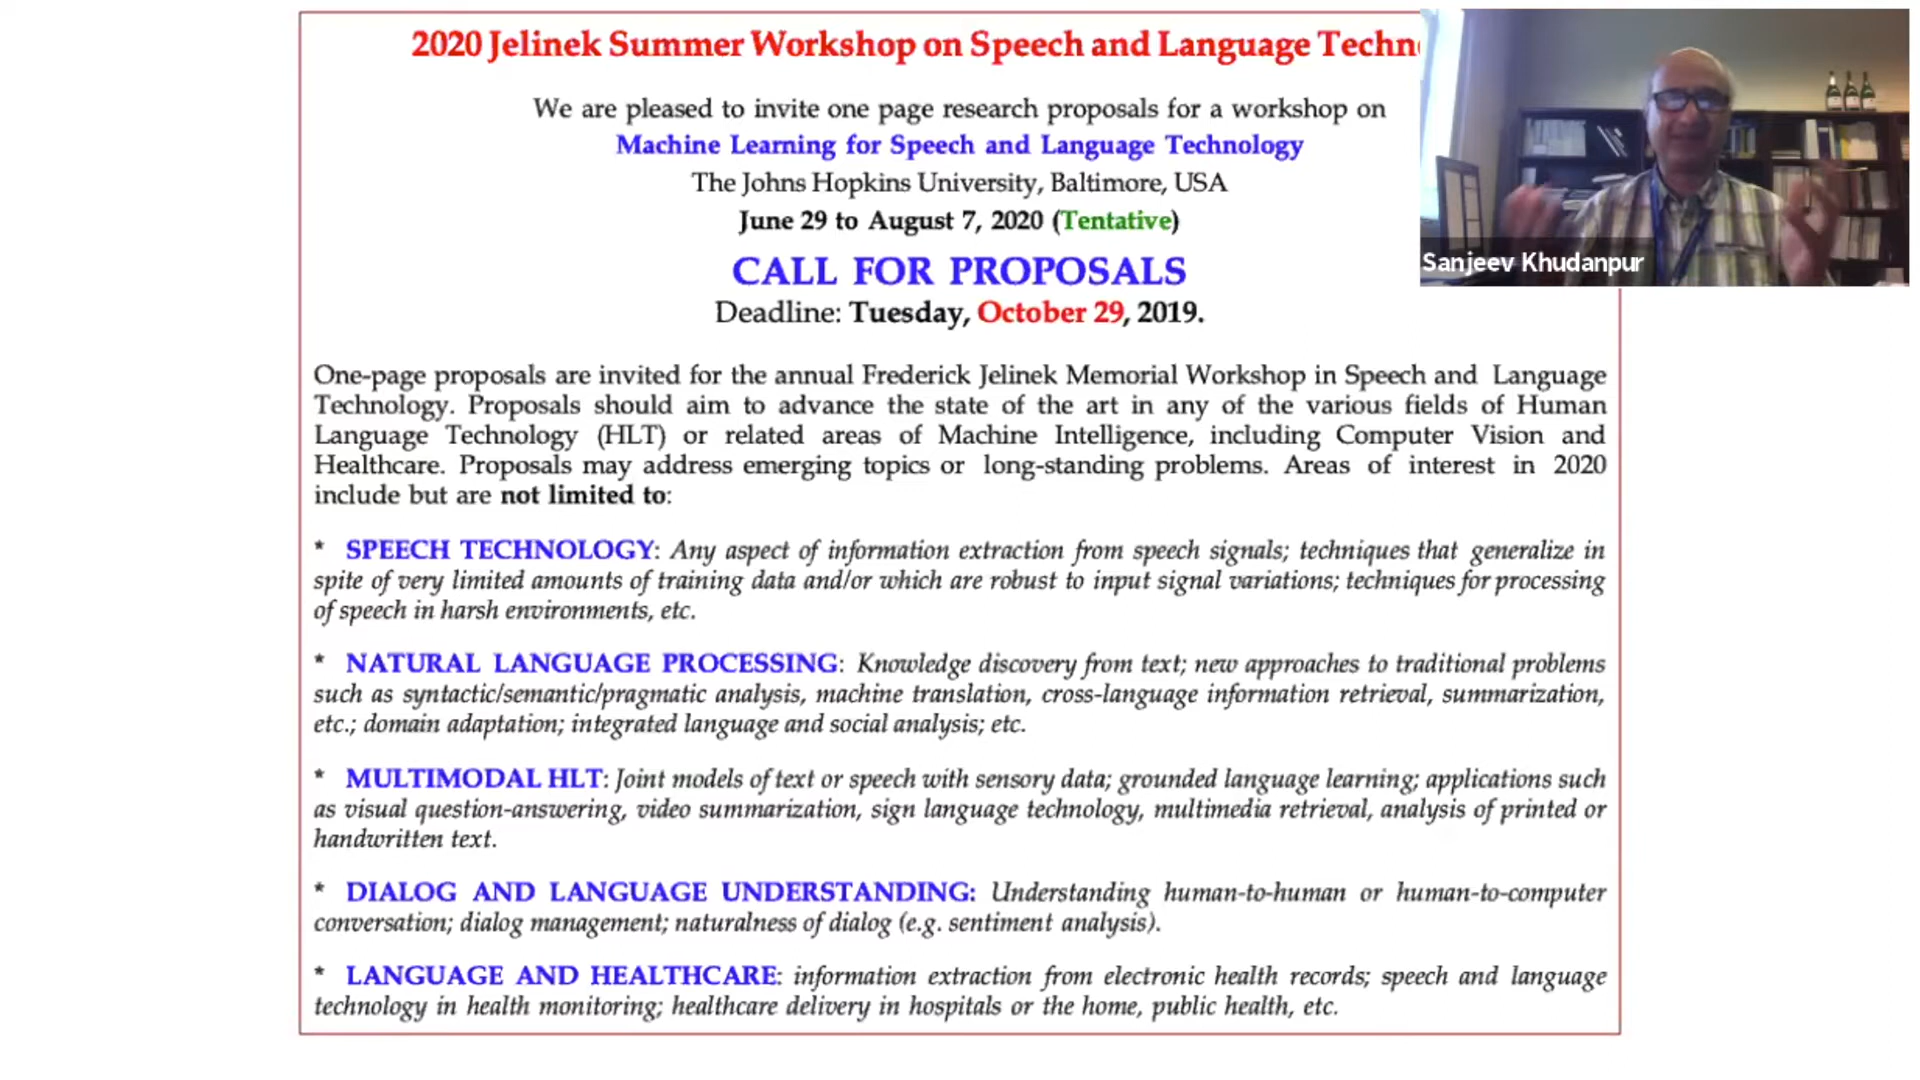 2020 Jelinek Summer Workshop on Speech and Language Techno
We are pleased to invite one page research proposals for a workshop on
Machine Learning for Speech and Language Technology
The Johns Hopkins University, Baltimore, USA
June 29 to August 7, 2020 (Tentative)
CALL FOR PROPOSALS
Deadline: Tuesday, October 29, 2019.
Sanjeev Khudanpur
One-page proposals are invited for the annual Frederick Jelinek Memorial Workshop in Speech and Language
Technology. Proposals should aim to advance the state of the art in any of the various fields of Human
Language Technology (HLT) or related areas of Machine Intelligence, including Computer Vision and
Healthcare. Proposals may address emerging topics or long-standing problems. Areas of interest in 2020
include but are not limited to:
* SPEECH TECHNOLOGY: Any aspect of information extraction from speech signals; techniques that generalize in
spite of very limited amounts of training data and/or which are robust to input signal variations; techniques for processing
of speech in harsh environments, etc.
* NATURAL LANGUAGE PROCESSING: Knowledge discovery from text; new approaches to traditional problems
such as syntactic/semantic/pragmatic analysis, machine translation, cross-language information retrieval, summarization,
etc.; domain adaptation; integrated language and social analysis; etc.
* MULTIMODAL HLT: Joint models of text or speech with sensory data; grounded language learning; applications such
as visual question-answering, video summarization, sign language technology, multimedia retrieval, analysis of printed or
handwritten text.
* DIALOG AND LANGUAGE UNDERSTANDING: Understanding human-to-human or human-to-computer
conversation; dialog management; naturalness of dialog (e.g. sentiment analysis).
* LANGUAGE AND HEALTHCARE: information extraction from electronic health records; speech and language
technology in health monitoring; healthcare delivery in hospitals or the home, public health, etc.